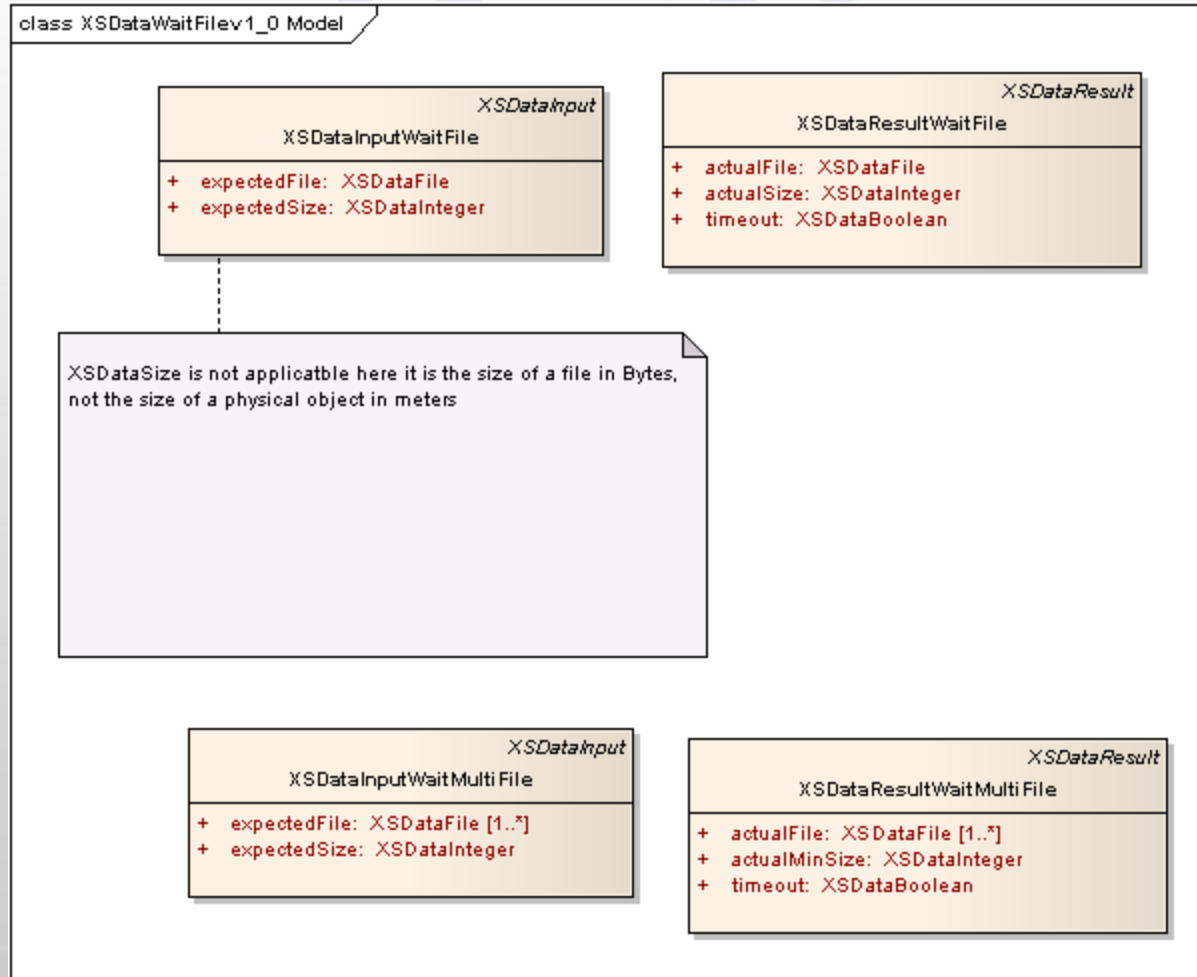 class XSDataWaitFilev1_0 Model
XSDataInput
XSDataInputWaitFile
+ expectedFile: XSDataFile
+ expectedSize: XSDataInteger
XSDataResult
XSDataResultWaitFile
+ actualFile: XSDataFile
+ actualSize: XSDataInteger
+ timeout: XSDataBoolean
XSDataSize is not applicatble here it is the size of a file in Bytes,
not the size of a physical object in meters
XSDataInput
XSDataInputWaitMultiFile
+ expectedFile: XSDataFile [1..*]
+ expectedSize: XSDataInteger
XSDataResult
XSDataResultWaitMultiFile
+ actualFile: XSDataFile [1..*]
+ actualMinSize: XSDataInteger
+ timeout: XSDataBoolean